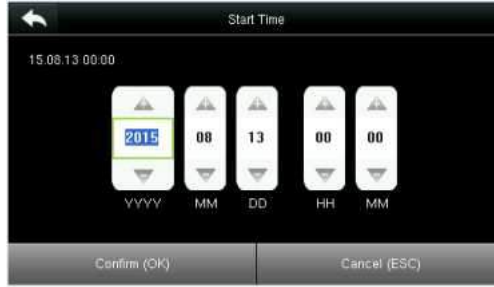 Start Time
15.08.13 00:00
2015 08 13 00 00
YYYY MM DD HH MM
Confirm (OK) Cancel (ESC)